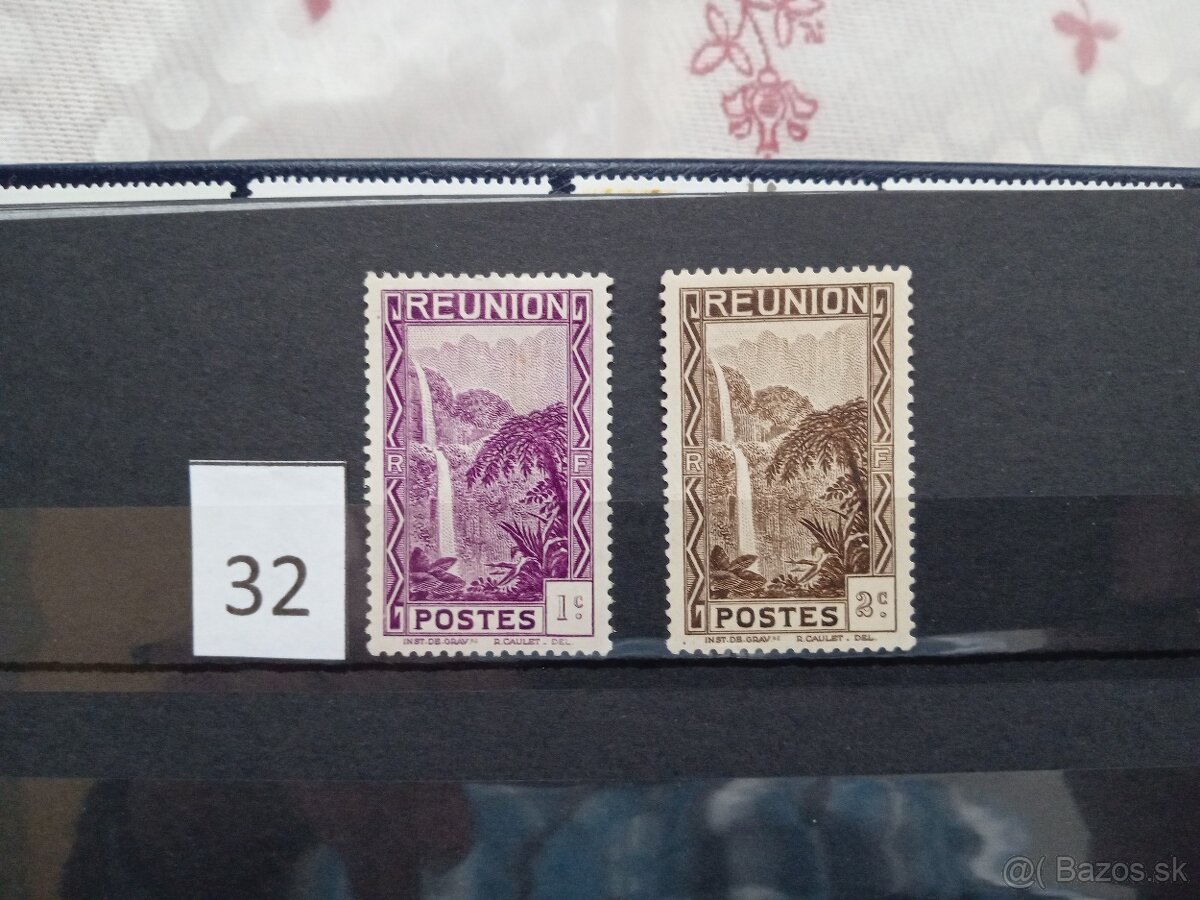 32
REUNION
R F
POSTES 1c.
INST. DE. GRAVRE R. CAULET. DEL.
REUNION
R F
POSTES 2c.
INST. DE. GRAVRE R. CAULET. DEL.
@( Bazos.sk